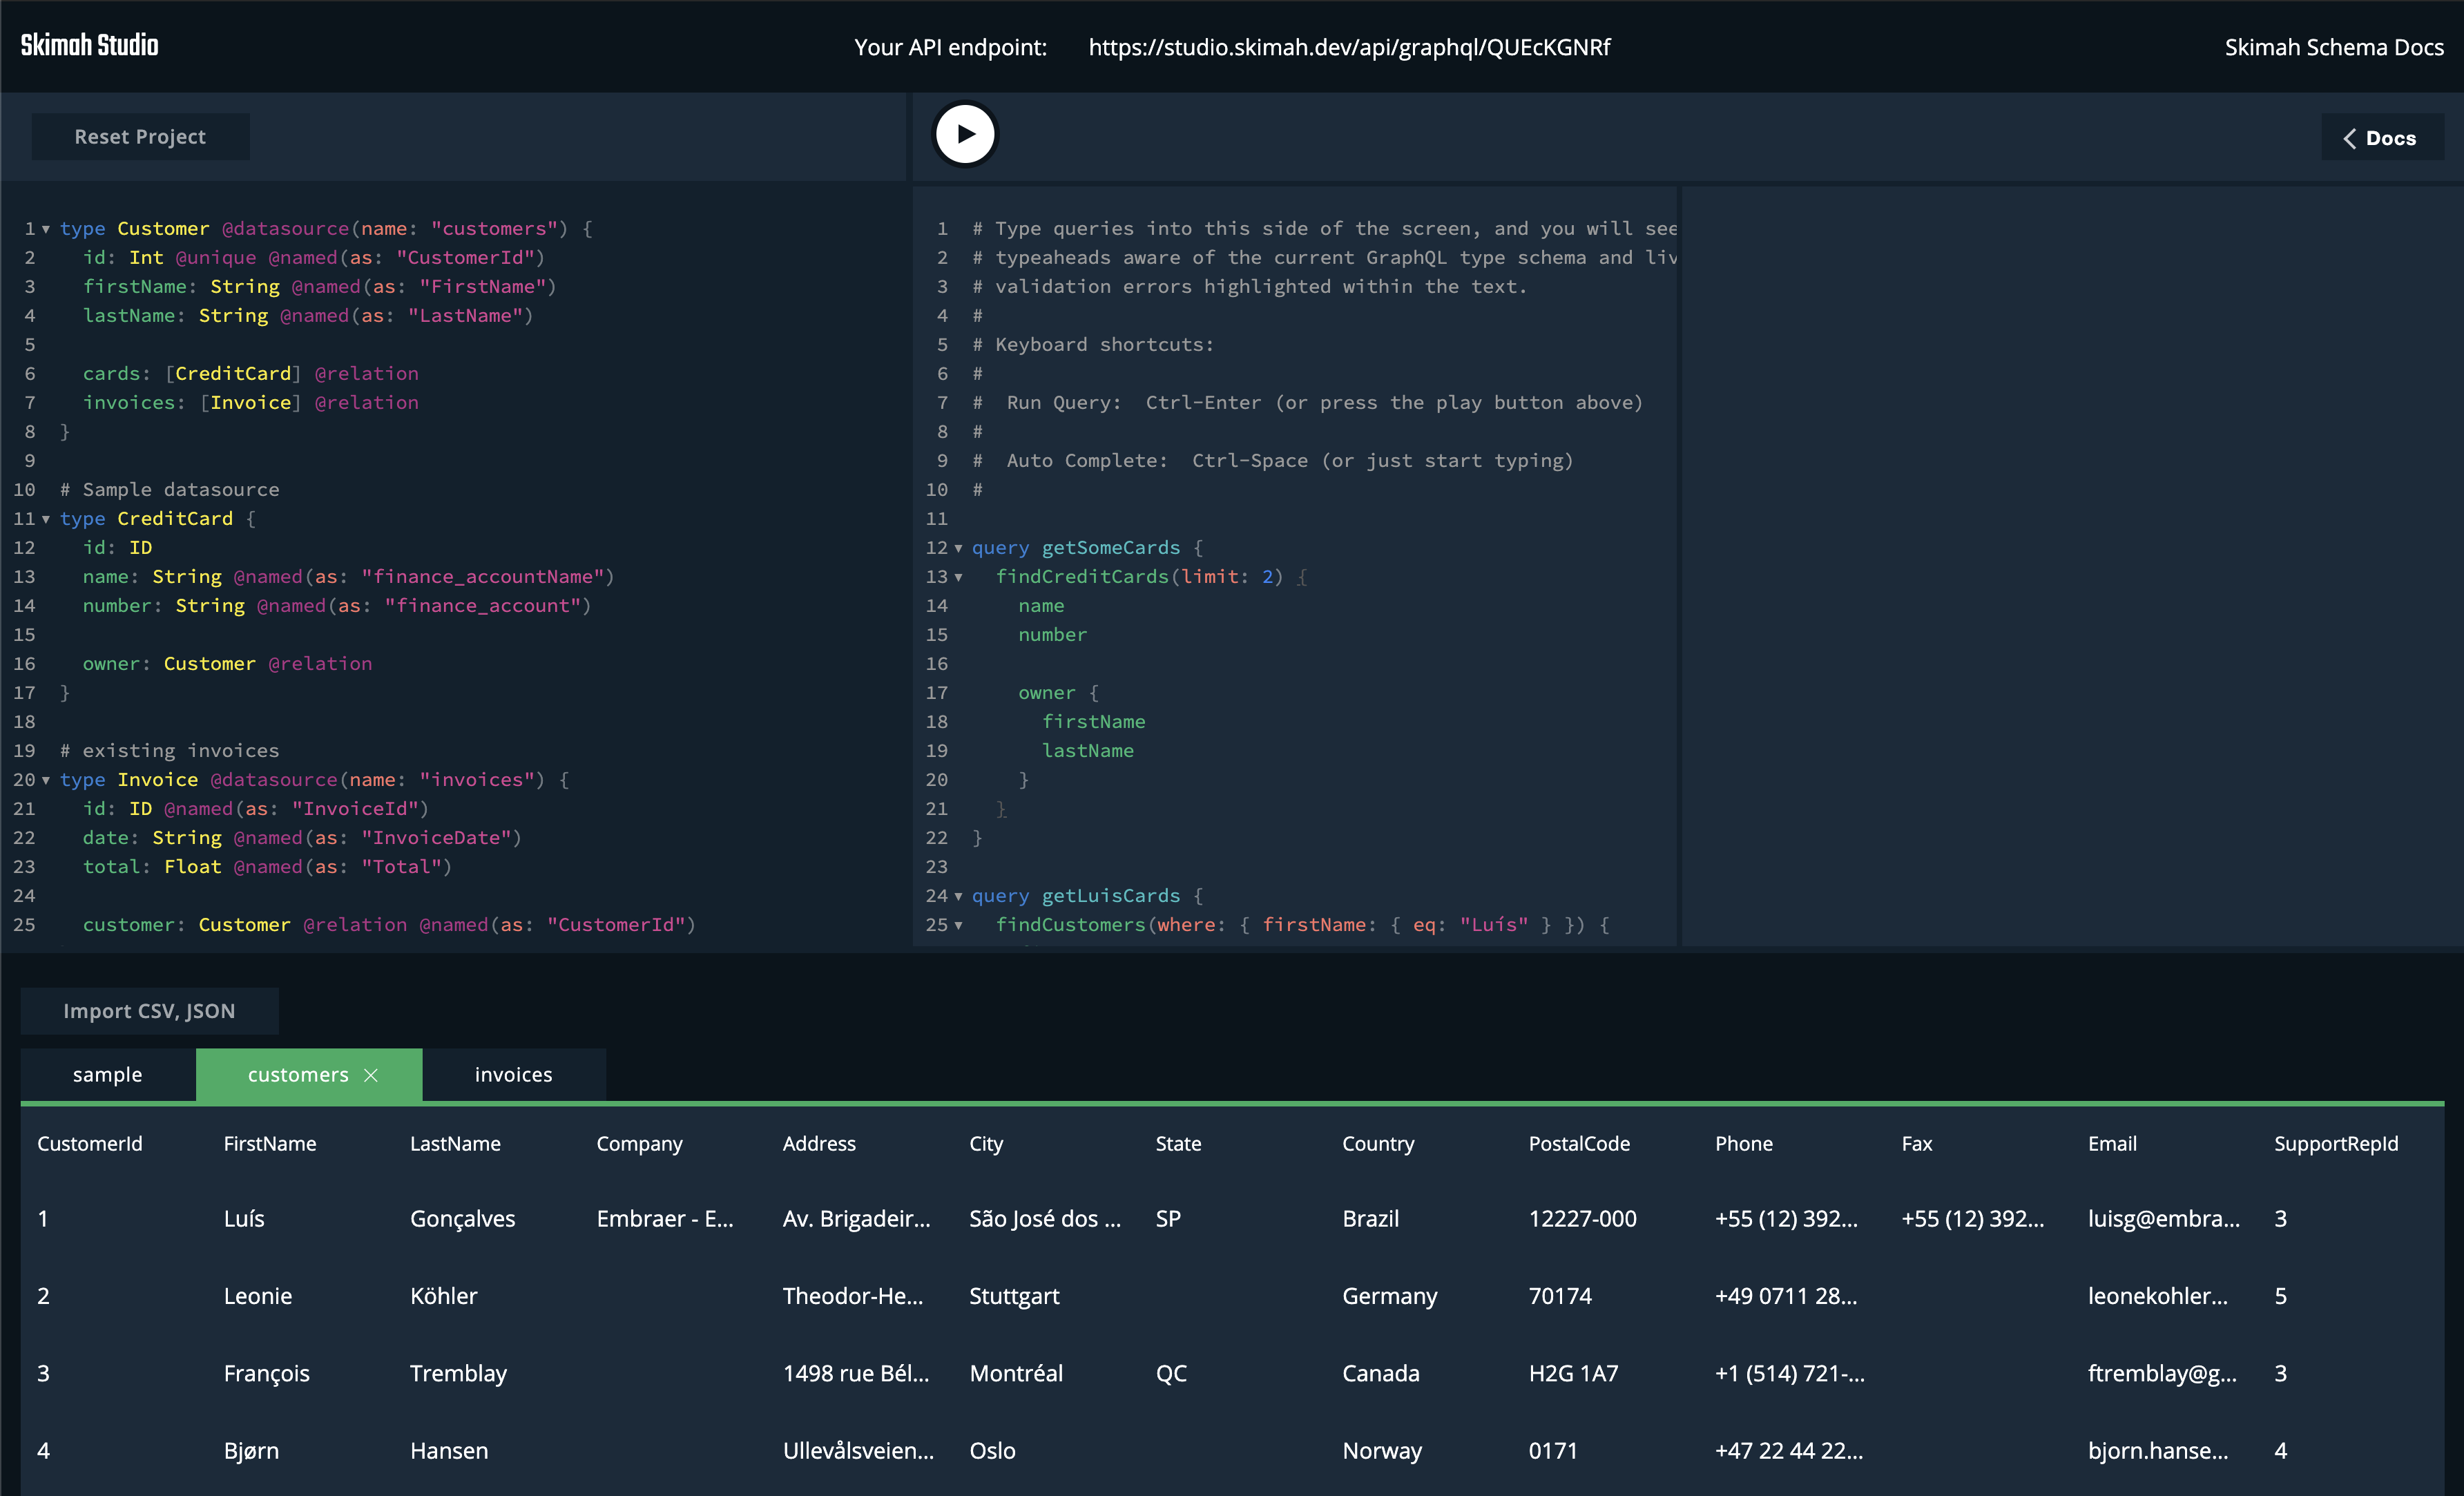 Skimah Studio
Your API endpoint: https://studio.skimah.dev/api/graphql/QUEcKGNRf
Skimah Schema Docs
Reset Project
Docs
1 type Customer @datasource(name: "customers") {
2 id: Int @unique @named(as: "CustomerId")
3 firstName: String @named(as: "FirstName")
4 lastName: String @named(as: "LastName")
5
6 cards: [CreditCard] @relation
7 invoices: [Invoice] @relation
8 }
9
10 # Sample datasource
11 type CreditCard {
12 id: ID
13 name: String @named(as: "finance_accountName")
14 number: String @named(as: "finance_account")
15
16 owner: Customer @relation
17 }
18
19 # existing invoices
20 type Invoice @datasource(name: "invoices") {
21 id: ID @named(as: "InvoiceId")
22 date: String @named(as: "InvoiceDate")
23 total: Float @named(as: "Total")
24
25 customer: Customer @relation @named(as: "CustomerId")
1 # Type queries into this side of the screen, and you will see
2 # typeaheads aware of the current GraphQL type schema and liv
3 # validation errors highlighted within the text.
4 #
5 # Keyboard shortcuts:
6 #
7 # Run Query: Ctrl-Enter (or press the play button above)
8 #
9 # Auto Complete: Ctrl-Space (or just start typing)
10 #
11
12 query getSomeCards {
13 findCreditCards(limit: 2) {
14 name
15 number
16
17 owner {
18 firstName
19 lastName
20 }
21 }
22 }
23
24 query getLuisCards {
25 findCustomers(where: { firstName: { eq: "Luís" } }) {
Import CSV, JSON
sample customers invoices
CustomerId FirstName LastName Company Address City State Country PostalCode Phone Fax Email SupportRepId
1 Luís Gonçalves Embraer - E... Av. Brigadeir... São José dos ... SP Brazil 12227-000 +55 (12) 392... +55 (12) 392... luisg@embra... 3
2 Leonie Köhler Theodor-He... Stuttgart Germany 70174 +49 0711 28... leonekohler... 5
3 François Tremblay 1498 rue Bél... Montréal QC Canada H2G 1A7 +1 (514) 721-... ftremblay@g... 3
4 Bjørn Hansen Ullevålsveien... Oslo Norway 0171 +47 22 44 22... bjorn.hanse... 4